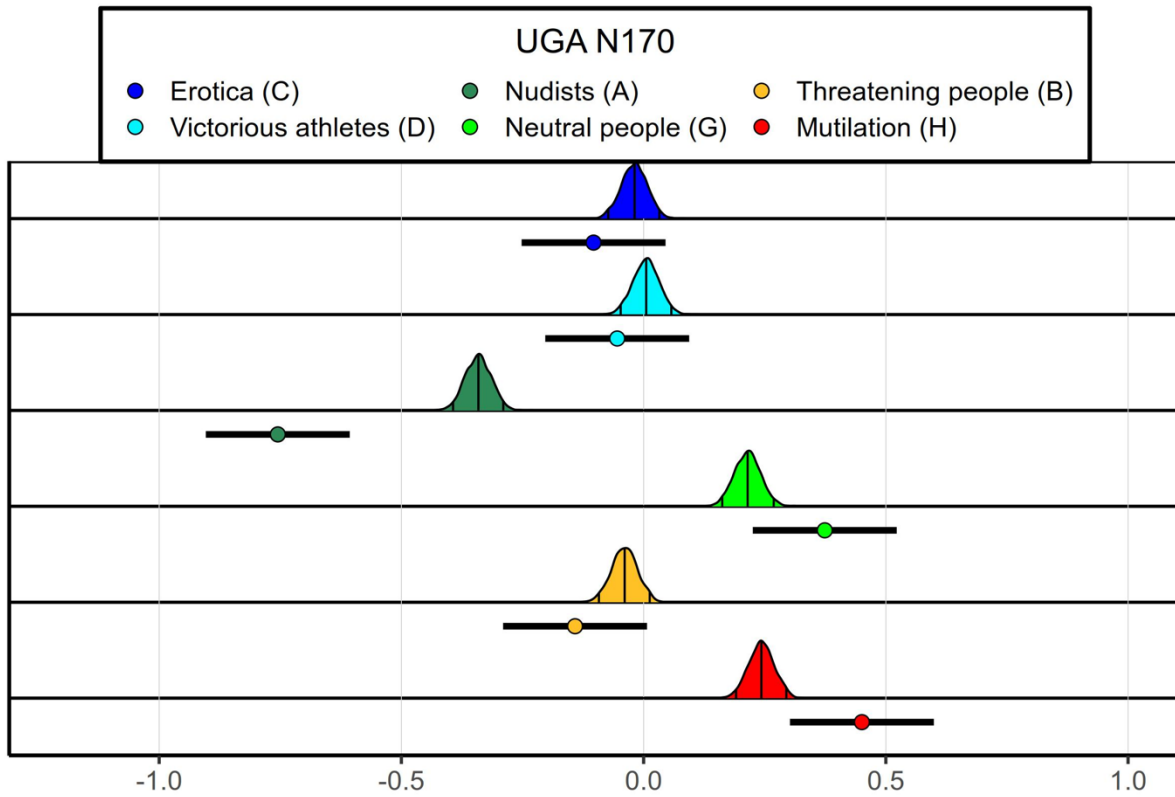 UGA N170
Erotica (C) Nudists (A) Threatening people (B)
Victorious athletes (D) Neutral people (G) Mutilation (H)
-1.0 -0.5 0.0 0.5 1.0